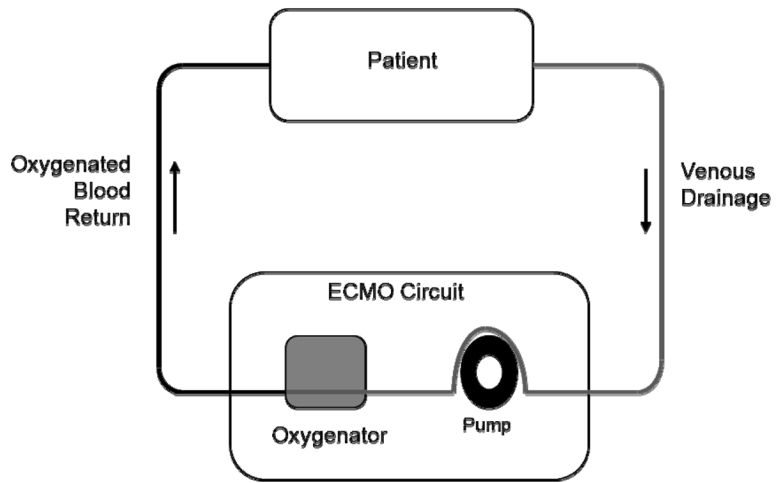 Patient
Oxygenated
Blood
Return
Venous
Drainage
ECMO Circuit
Oxygenator
Pump